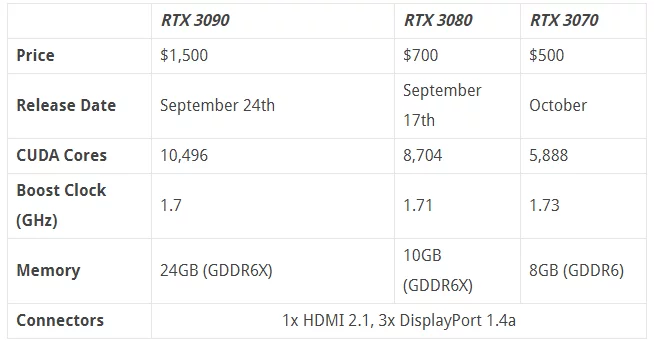 RTX 3090 RTX 3080 RTX 3070
Price $1,500 $700 $500
Release Date September 24th September 17th October
CUDA Cores 10,496 8,704 5,888
Boost Clock (GHz) 1.7 1.71 1.73
Memory 24GB (GDDR6X) 10GB (GDDR6X) 8GB (GDDR6)
Connectors 1x HDMI 2.1, 3x DisplayPort 1.4a